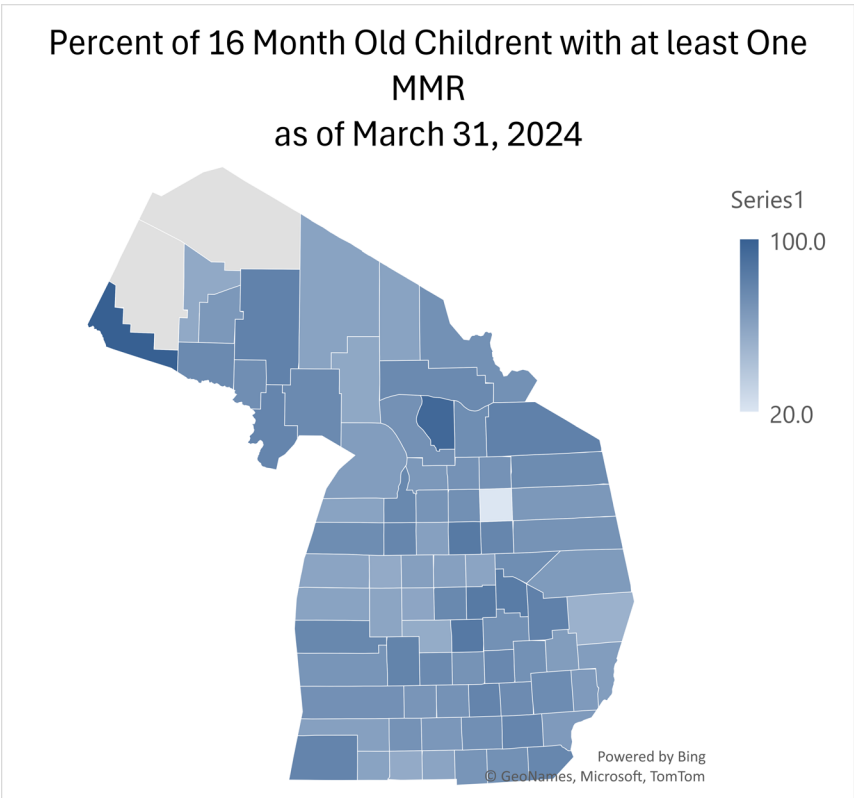 Percent of 16 Month Old Childrent with at least One
MMR
as of March 31, 2024
Series1
100.0
20.0
Powered by Bing
© GeoNames, Microsoft, TomTom